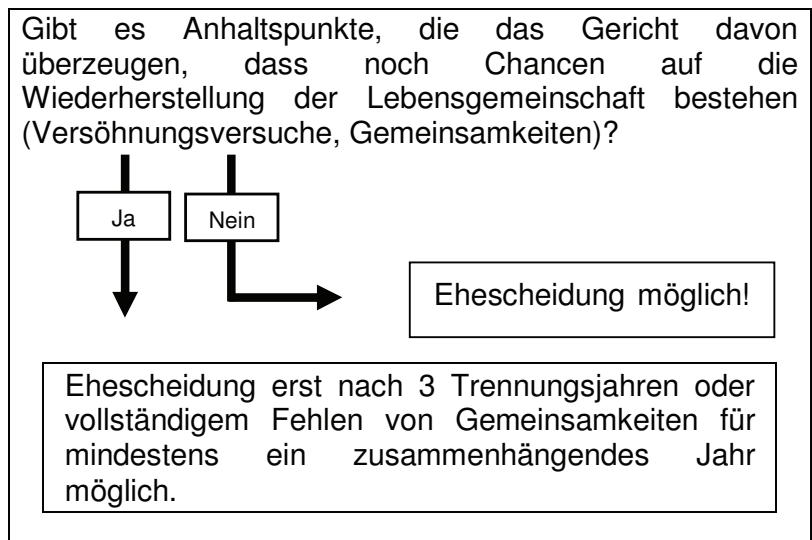 Gibt es Anhaltspunkte, die das Gericht davon
überzeugen, dass noch Chancen auf die
Wiederherstellung der Lebensgemeinschaft bestehen
(Versöhnungsversuche, Gemeinsamkeiten)?
Ja
Nein
Ehescheidung möglich!
Ehescheidung erst nach 3 Trennungsjahren oder
vollständigem Fehlen von Gemeinsamkeiten für
mindestens ein zusammenhängendes Jahr
möglich.